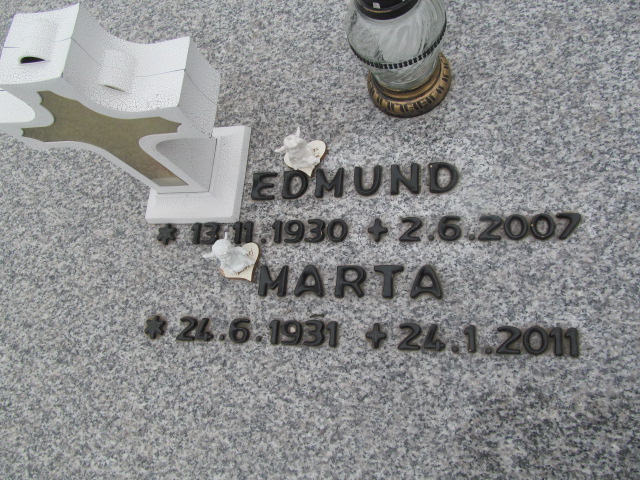 EDMUND
* 13.11.1930 + 2.6.2007
MARTA
* 24.6.1931 + 24.1.2011